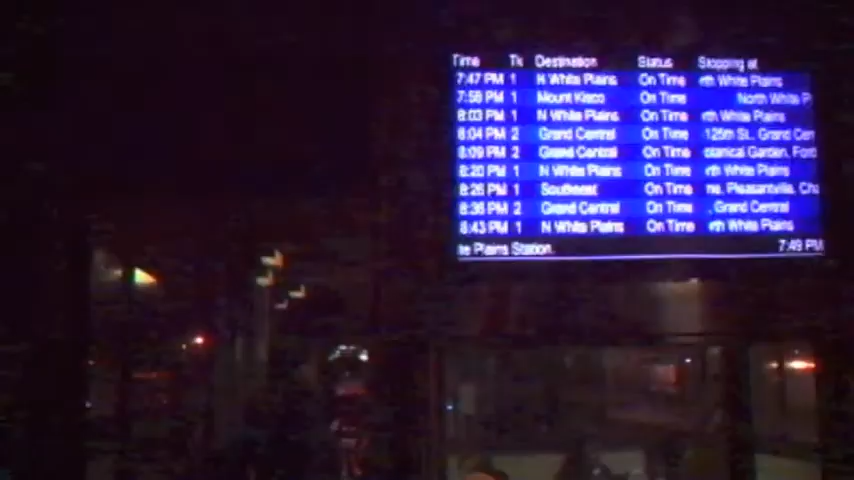 Time Tk Destination Status Stopping at
7:47 PM 1 N White Plains On Time rth White Plains
7:58 PM 1 Mount Kisco On Time North White P
8:03 PM 1 N White Plains On Time rth White Plains
8:04 PM 2 Grand Central On Time 125th St., Grand Cen
8:09 PM 2 Grand Central On Time otanical Garden, Ford
8:20 PM 1 N White Plains On Time rth White Plains
8:26 PM 1 Southeast On Time ns, Pleasantville, Cha
8:36 PM 2 Grand Central On Time , Grand Central
8:43 PM 1 N White Plains On Time rth White Plains
te Plains Station. 7:49 PM